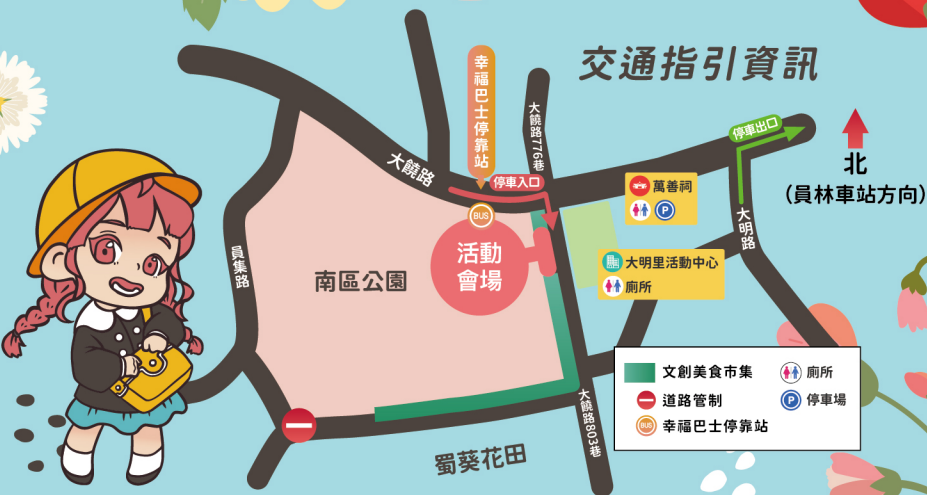 交通指引資訊
幸福巴士停靠站
大饒路776巷
停車出口
大饒路
停車入口
北
(員林車站方向)
萬善祠
P
BUS
大明路
員集路
活動
會場
南區公園
大明里活動中心
廁所
文創美食市集
廁所
道路管制
P 停車場
BUS 幸福巴士停靠站
大饒路803巷
蜀葵花田